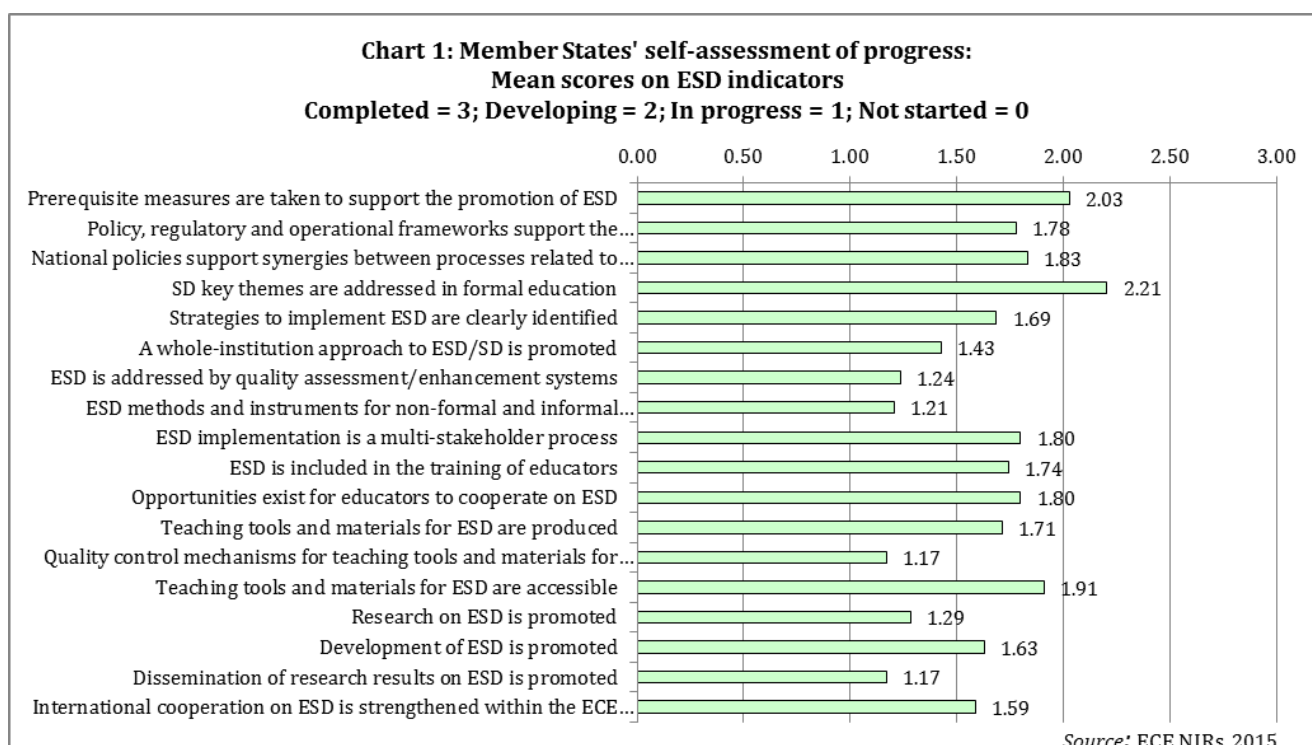 Chart 1: Member States' self-assessment of progress:
Mean scores on ESD indicators
Completed = 3; Developing = 2; In progress = 1; Not started = 0
0.00 0.50 1.00 1.50 2.00 2.50 3.00
Prerequisite measures are taken to support the promotion of ESD 2.03
Policy, regulatory and operational frameworks support the... 1.78
National policies support synergies between processes related to... 1.83
SD key themes are addressed in formal education 2.21
Strategies to implement ESD are clearly identified 1.69
A whole-institution approach to ESD/SD is promoted 1.43
ESD is addressed by quality assessment/enhancement systems 1.24
ESD methods and instruments for non-formal and informal... 1.21
ESD implementation is a multi-stakeholder process 1.80
ESD is included in the training of educators 1.74
Opportunities exist for educators to cooperate on ESD 1.80
Teaching tools and materials for ESD are produced 1.71
Quality control mechanisms for teaching tools and materials for... 1.17
Teaching tools and materials for ESD are accessible 1.91
Research on ESD is promoted 1.29
Development of ESD is promoted 1.63
Dissemination of research results on ESD is promoted 1.17
International cooperation on ESD is strengthened within the ECE... 1.59
Source: ECE NIRs, 2015